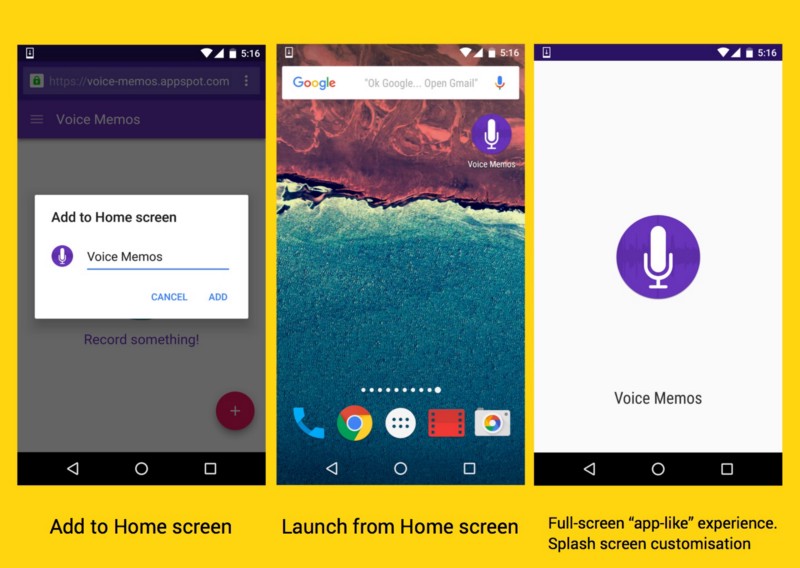 5:16
https://voice-memos.appspot.com
Voice Memos
Add to Home screen
Voice Memos
CANCEL ADD
Record something!
+
Add to Home screen
5:16
Google "Ok Google... Open Gmail"
Voice Memos
Launch from Home screen
5:16
Voice Memos
Full-screen “app-like” experience.
Splash screen customisation